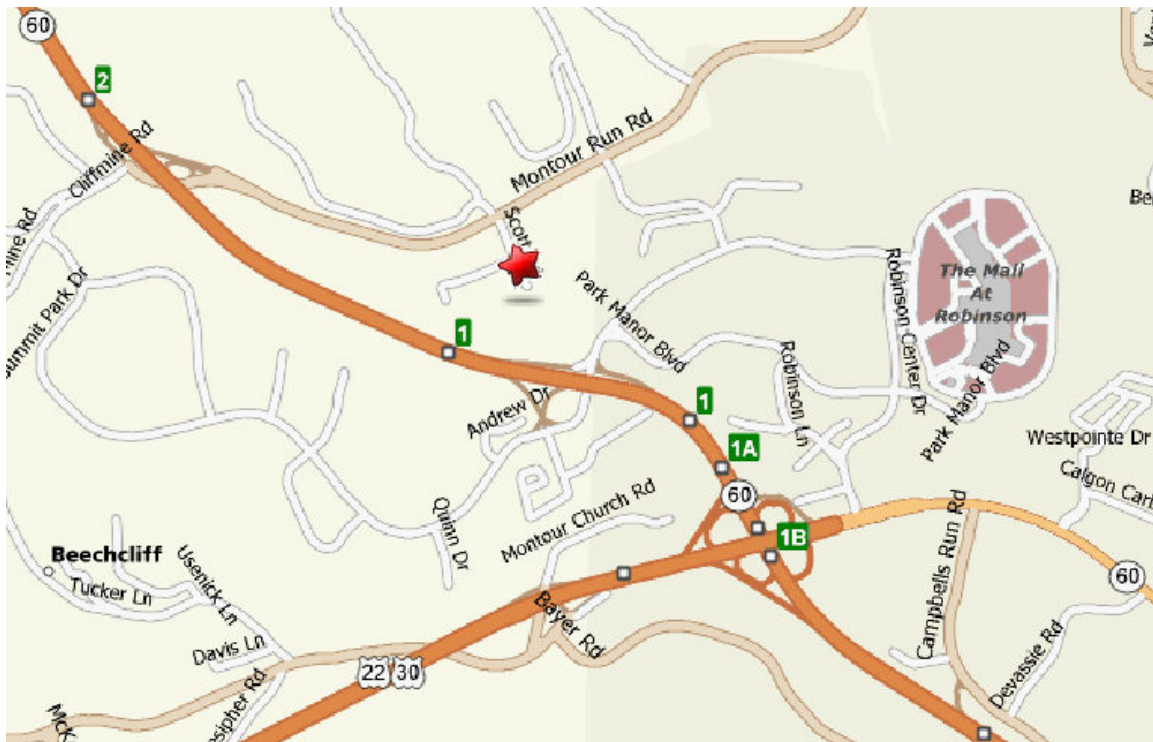 60
2
Cliffmine Rd
Montour Run Rd
Scott
Summit Park Dr
Park Manor Blvd
Robinson Center Dr
The Mall
At
Robinson
1
Andrew Dr
Robinson Ln
Park Manor Blvd
1
1A
60
Westpointe Dr
Calgon Car
Quinn Dr
Montour Church Rd
1B
Campbells Run Rd
60
Beechcliff
Tucker Ln
Usenick Ln
Davis Ln
Bayer Rd
Devassie Rd
22
30